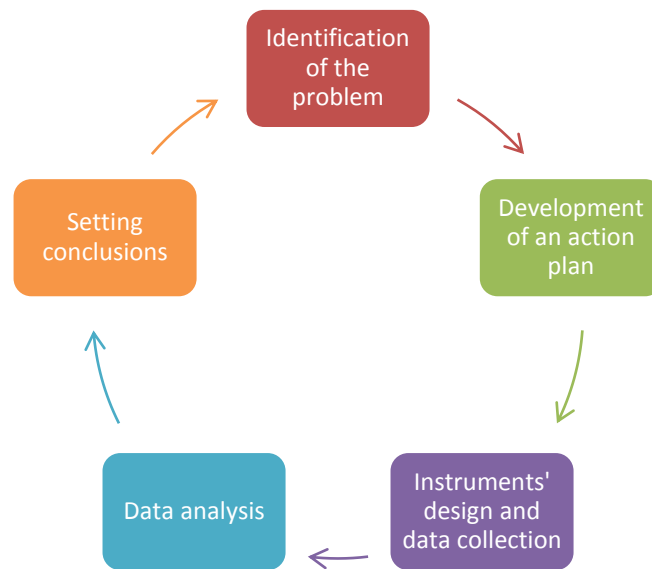 Identification
of the
problem
Development
of an action
plan
Instruments'
design and
data collection
Data analysis
Setting
conclusions